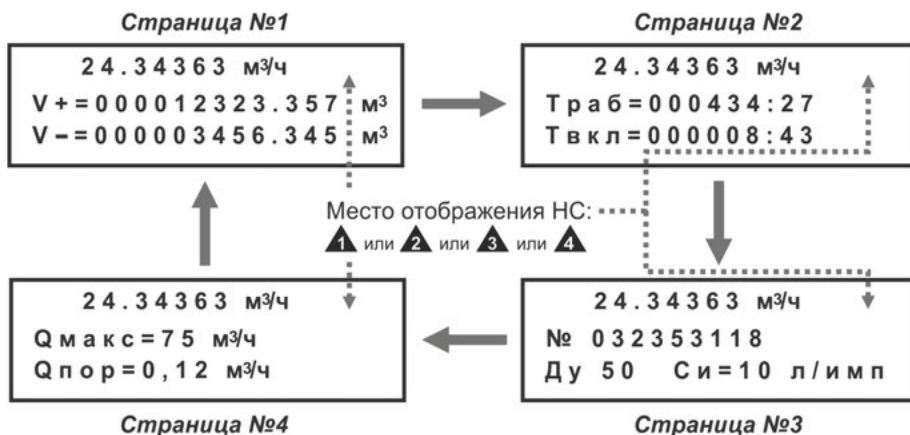 Страница №1
24.34363 м³/ч
V+=000012323.357 м³
V-=000003456.345 м³
Страница №2
24.34363 м³/ч
Траб=000434:27
Твкл=000008:43
Место отображения НС:
1 или 2 или 3 или 4
24.34363 м³/ч
Qмакс=75 м³/ч
Qпор=0,12 м³/ч
Страница №4
24.34363 м³/ч
№ 032353118
Ду 50 Си=10 л/имп
Страница №3